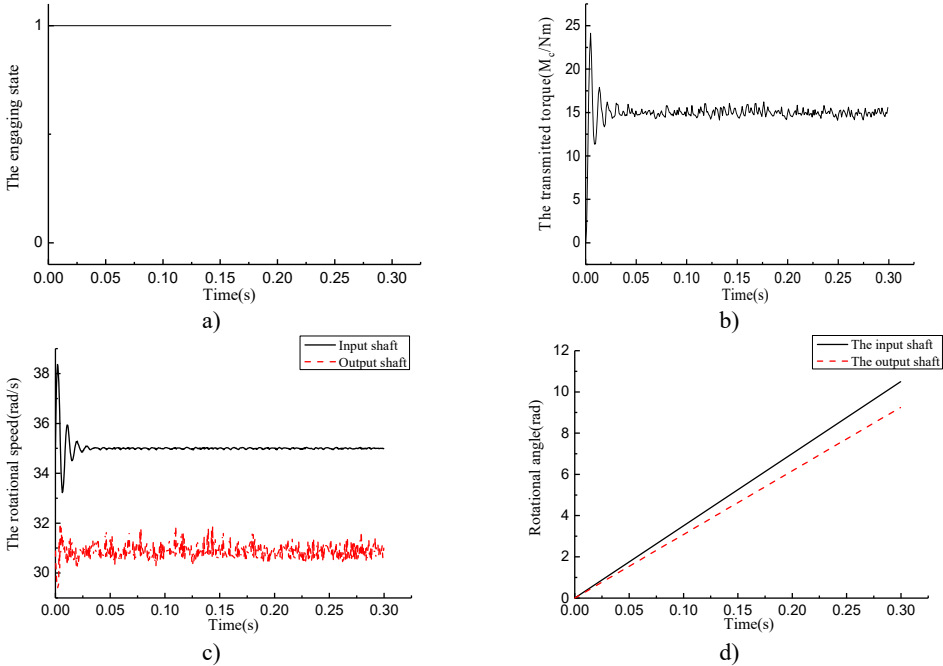 The engaging state
1
0
0.00 0.05 0.10 0.15 0.20 0.25 0.30
Time(s)
a)
The transmitted torque(M_c/Nm)
25
20
15
10
5
0
0.00 0.05 0.10 0.15 0.20 0.25 0.30
Time(s)
b)
Input shaft
Output shaft
The rotational speed(rad/s)
38
37
35
34
31
30
0.00 0.05 0.10 0.15 0.20 0.25 0.30
Time(s)
c)
The input shaft
The output shaft
Rotational angle(rad)
12
10
8
6
4
2
0
0.00 0.05 0.10 0.15 0.20 0.25 0.30
Time(s)
d)